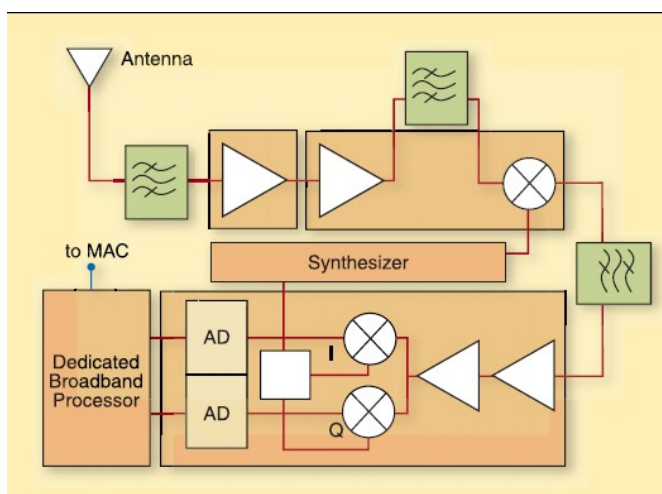 Antenna
to MAC
Synthesizer
Dedicated
Broadband
Processor
AD
I
AD
Q